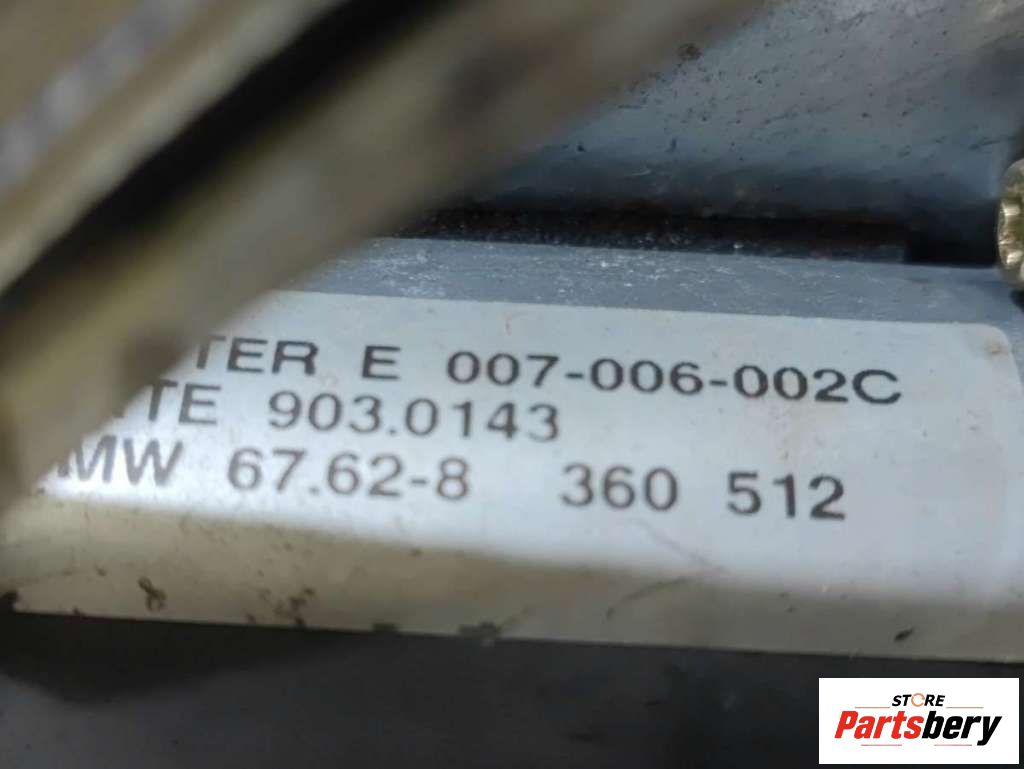 TER E 007-006-002C
TE 903.0143
MW 67.62-8 360 512
STORE
Partsbery